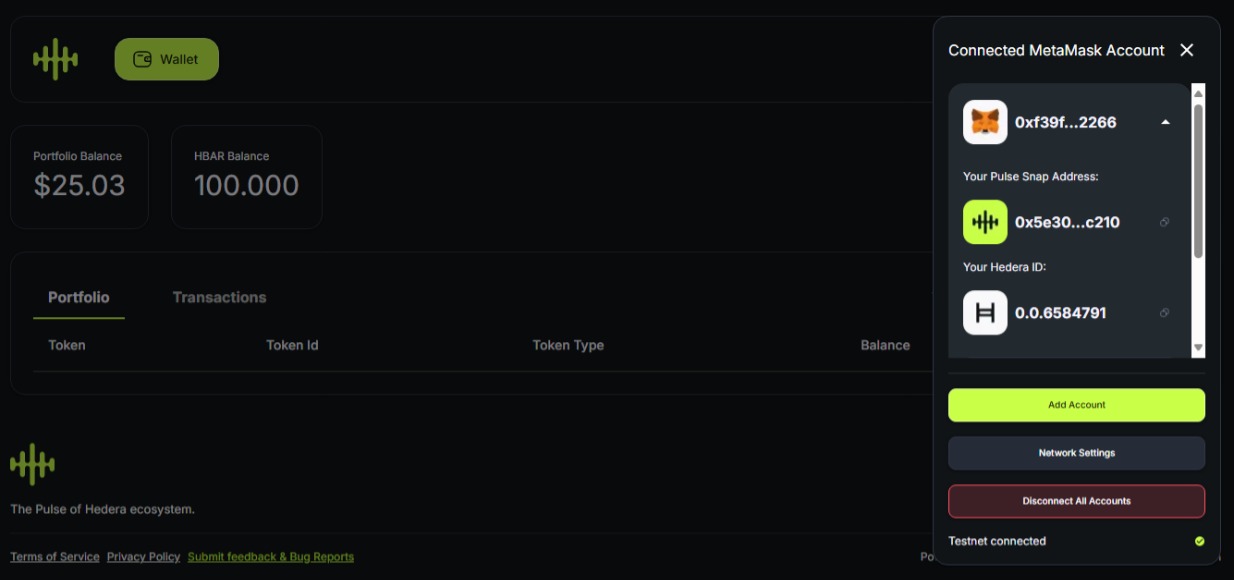 Wallet
Connected MetaMask Account
0xf39f...2266
Portfolio Balance
HBAR Balance
$25.03
100.000
Your Pulse Snap Address:
0x5e30...c210
Your Hedera ID:
0.0.6584791
Portfolio
Transactions
Token
Token Id
Token Type
Balance
Add Account
Network Settings
Disconnect All Accounts
The Pulse of Hedera ecosystem.
Testnet connected
Terms of Service
Privacy Policy
Submit feedback & Bug Reports